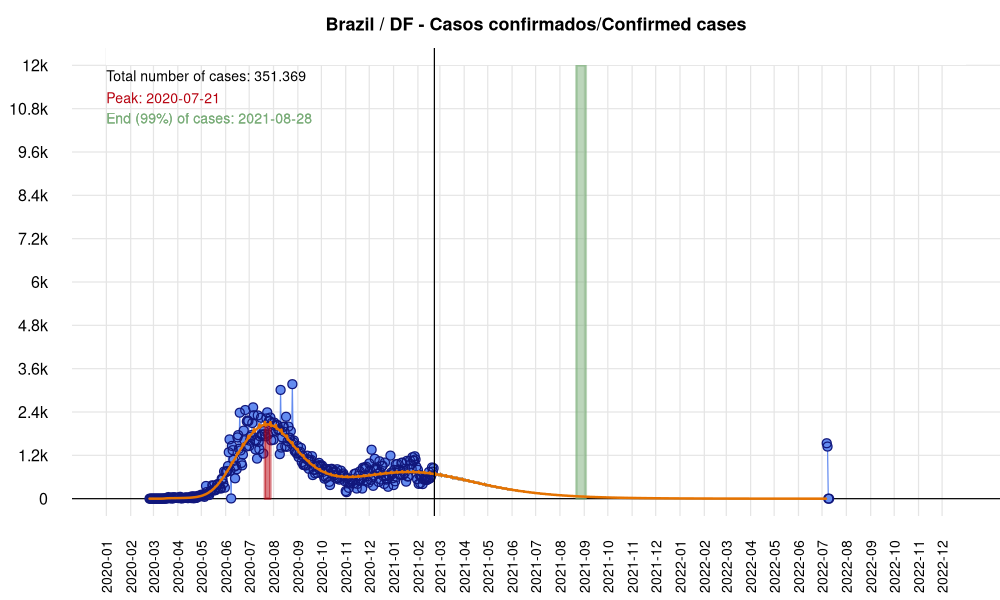 Brazil / DF - Casos confirmados/Confirmed cases
Total number of cases: 351.369
Peak: 2020-07-21
End (99%) of cases: 2021-08-28
12k
10.8k
9.6k
8.4k
7.2k
6k
4.8k
3.6k
2.4k
1.2k
0
2020-01
2020-02
2020-03
2020-04
2020-05
2020-06
2020-07
2020-08
2020-09
2020-10
2020-11
2020-12
2021-01
2021-02
2021-03
2021-04
2021-05
2021-06
2021-07
2021-08
2021-09
2021-10
2021-11
2021-12
2022-01
2022-02
2022-03
2022-04
2022-05
2022-06
2022-07
2022-08
2022-09
2022-10
2022-11
2022-12